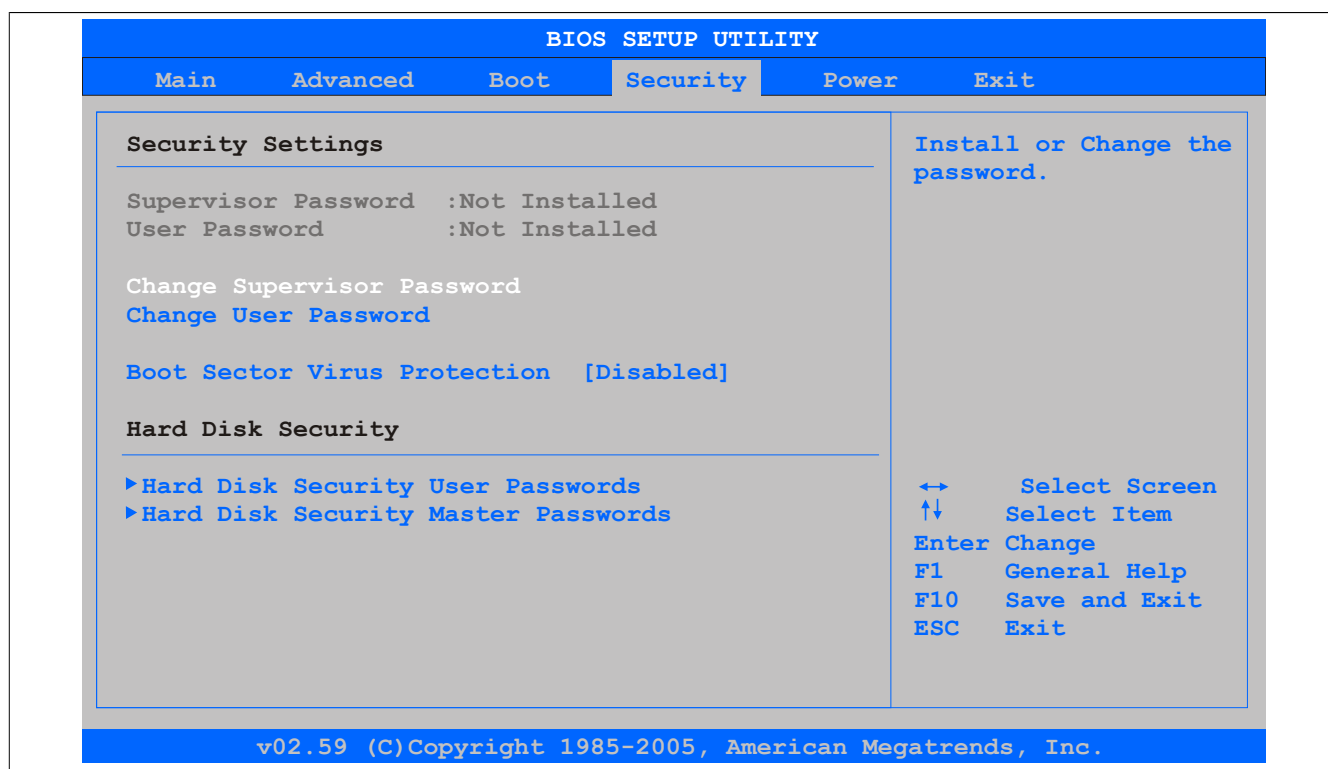 BIOS SETUP UTILITY
Main Advanced Boot Security Power Exit
Security Settings
Supervisor Password :Not Installed
User Password :Not Installed
Change Supervisor Password
Change User Password
Boot Sector Virus Protection [Disabled]
Hard Disk Security
Hard Disk Security User Passwords
Hard Disk Security Master Passwords
Install or Change the
password.
Select Screen
Select Item
Enter Change
F1 General Help
F10 Save and Exit
ESC Exit
v02.59 (C)Copyright 1985-2005, American Megatrends, Inc.